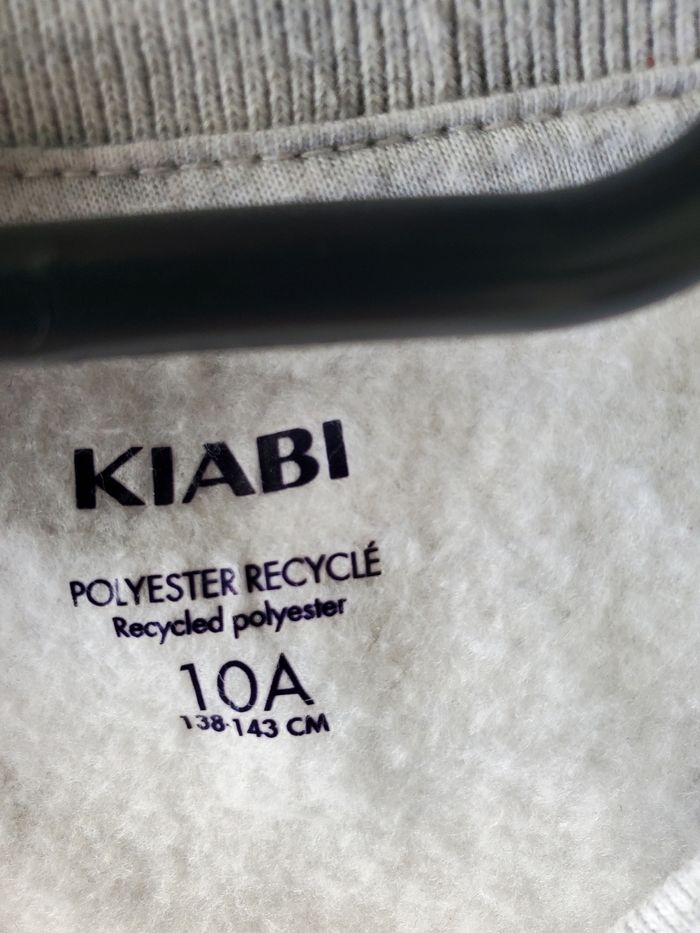 KIABI
POLYESTER RECYCLÉ
Recycled polyester
10A
138-143 CM